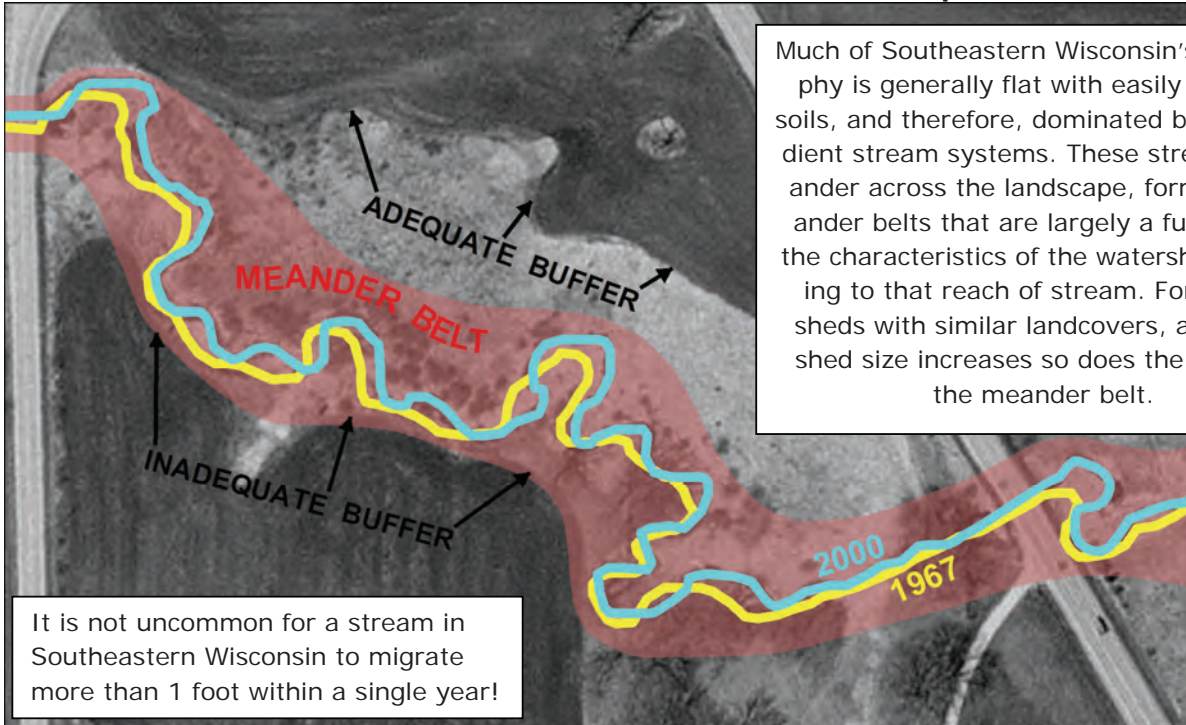 Much of Southeastern Wisconsin's
phy is generally flat with easily
soils, and therefore, dominated b
dient stream systems. These stre
ander across the landscape,
ander belts that are largely a fu
the characteristics of the watersh
ing to that reach of stream. For
sheds with similar landcovers, a
shed size increases so does the
the meander belt.
ADEQUATE BUFFER
MEANDER BELT
INADEQUATE BUFFER
2000
1967
It is not uncommon for a stream in
Southeastern Wisconsin to migrate
more than 1 foot within a single year!